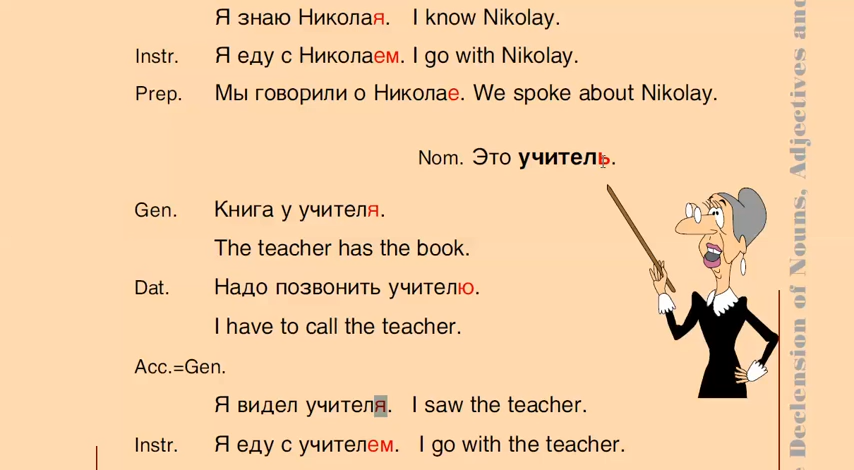 Я знаю Николая. I know Nikolay.
Instr. Я еду с Николаем. I go with Nikolay.
Prep. Мы говорили о Николае. We spoke about Nikolay.
Nom. Это учитель.
Gen. Книга у учителя.
The teacher has the book.
Dat. Надо позвонить учителю.
I have to call the teacher.
Acc.=Gen.
Я видел учителя. I saw the teacher.
Instr. Я еду с учителем. I go with the teacher.
Declension of Nouns, Adjectives and